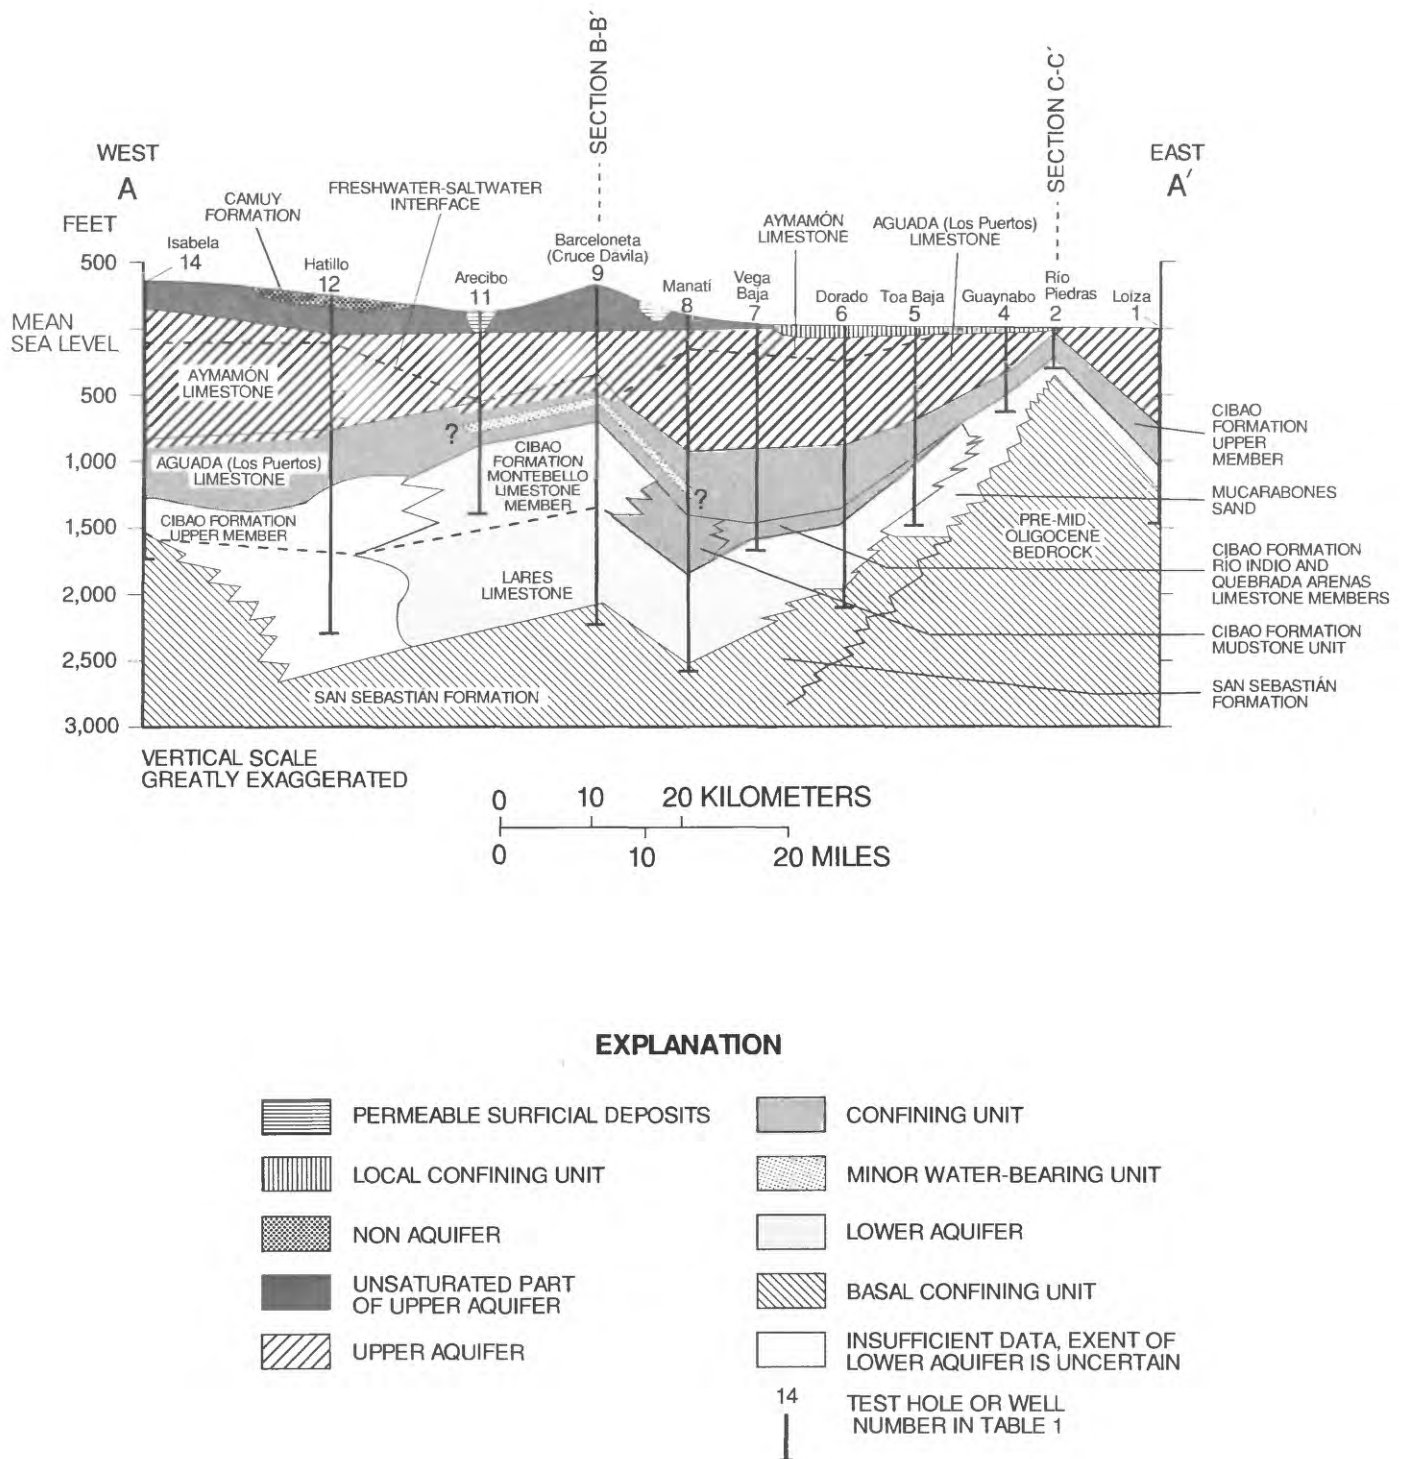 SECTION B-B′
SECTION C-C′
WEST
A
EAST
A′
FEET
CAMUY
FORMATION
FRESHWATER-SALTWATER
INTERFACE
AYMAMÓN
LIMESTONE
AGUADA (Los Puertos)
LIMESTONE
Isabela
14
Hatillo
12
Arecibo
11
Barceloneta
(Cruce Dávila)
9
Manatí
8
Vega
Baja
7
Dorado
6
Toa Baja
5
Guaynabo
4
Río
Piedras
2
Loíza
1
500
MEAN
SEA LEVEL
500
1,000
1,500
2,000
2,500
3,000
AYMAMÓN
LIMESTONE
AGUADA (Los Puertos)
LIMESTONE
CIBAO FORMATION
UPPER MEMBER
?
CIBAO
FORMATION
MONTEBELLO
LIMESTONE
MEMBER
?
LARES
LIMESTONE
SAN SEBASTIÁN FORMATION
PRE-MID
OLIGOCENE
BEDROCK
CIBAO
FORMATION
UPPER
MEMBER
MUCARABONES
SAND
CIBAO FORMATION
RÍO INDIO AND
QUEBRADA ARENAS
LIMESTONE MEMBERS
CIBAO FORMATION
MUDSTONE UNIT
SAN SEBASTIÁN
FORMATION
VERTICAL SCALE
GREATLY EXAGGERATED
0 10 20 KILOMETERS
0 10 20 MILES
EXPLANATION
PERMEABLE SURFICIAL DEPOSITS
LOCAL CONFINING UNIT
NON AQUIFER
UNSATURATED PART
OF UPPER AQUIFER
UPPER AQUIFER
CONFINING UNIT
MINOR WATER-BEARING UNIT
LOWER AQUIFER
BASAL CONFINING UNIT
INSUFFICIENT DATA, EXENT OF
LOWER AQUIFER IS UNCERTAIN
14
TEST HOLE OR WELL
NUMBER IN TABLE 1